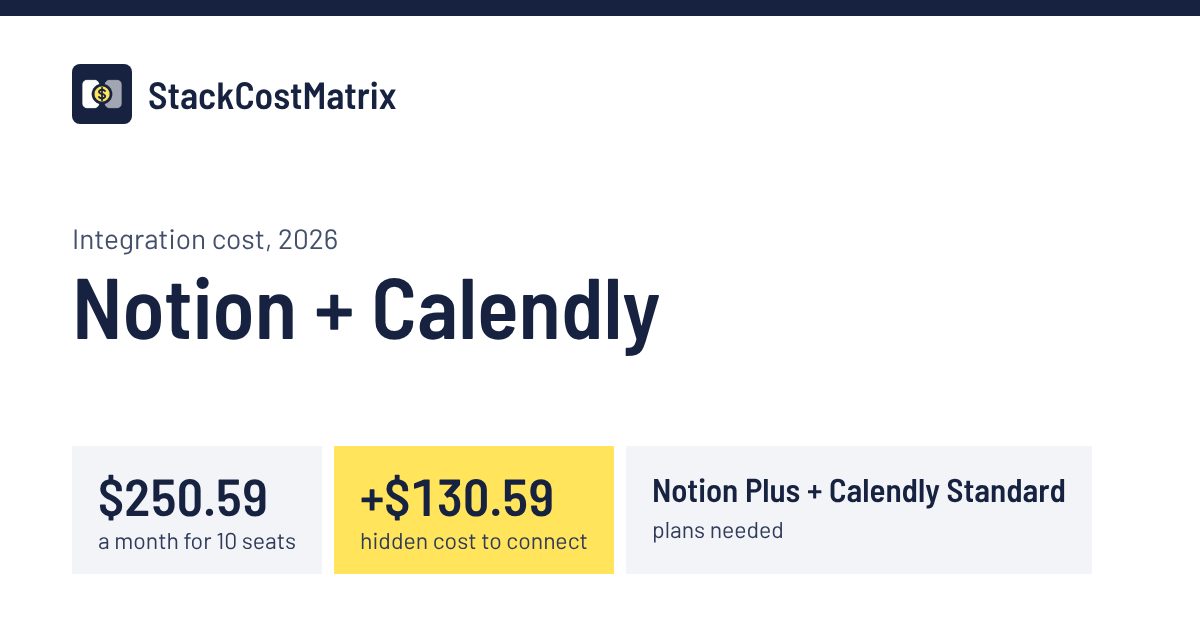 StackCostMatrix
Integration cost, 2026
Notion + Calendly
$250.59
a month for 10 seats
+$130.59
hidden cost to connect
Notion Plus + Calendly Standard
plans needed